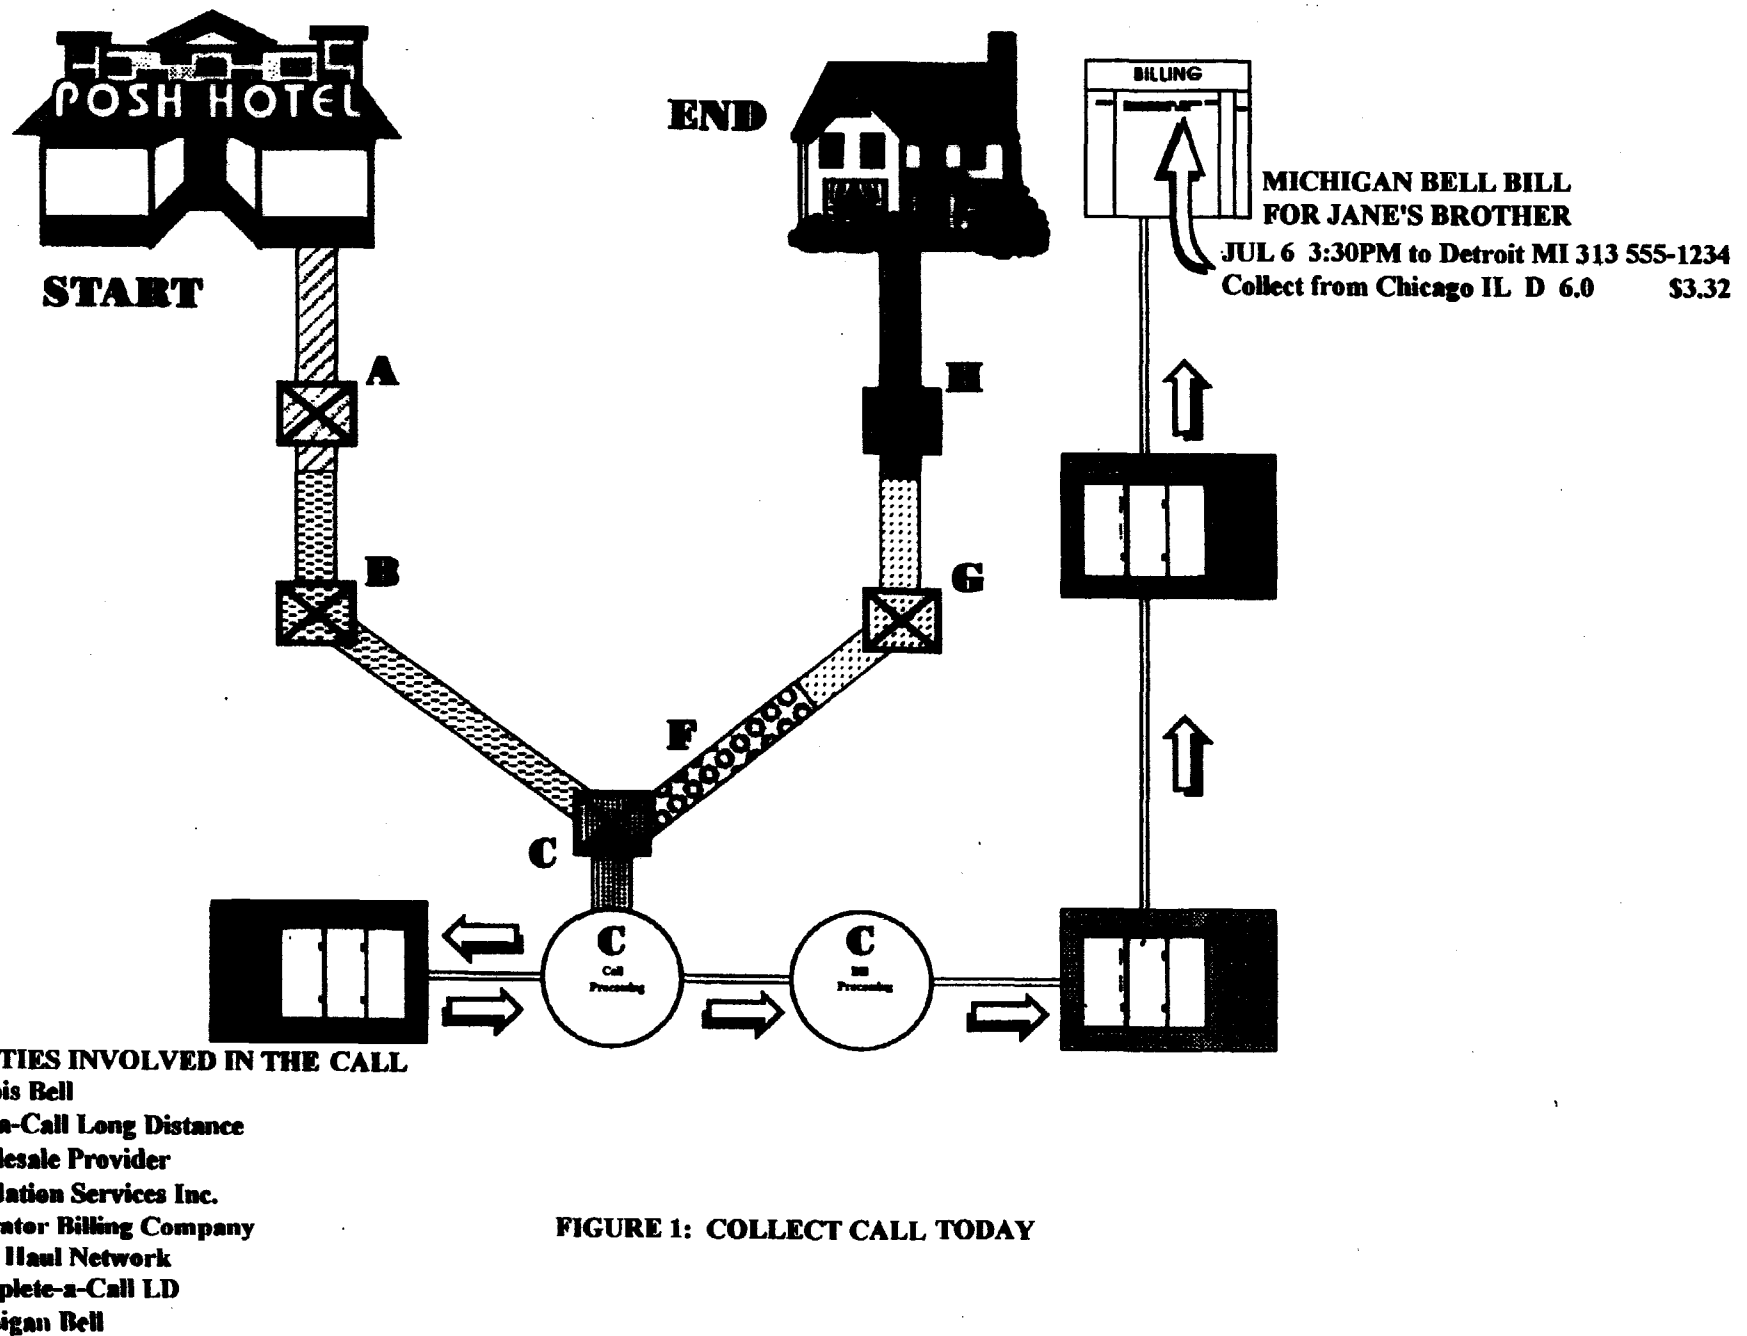 POSH HOTEL
START
END
BILLING
MICHIGAN BELL BILL
FOR JANE'S BROTHER
JUL 6 3:30PM to Detroit MI 313 555-1234
Collect from Chicago IL D 6.0 $3.32
A
H
B
G
F
C
C
Call
Processing
C
Bill
Processing
TIES INVOLVED IN THE CALL
ois Bell
a-Call Long Distance
lesale Provider
lation Services Inc.
rator Billing Company
Haul Network
plete-a-Call LD
igan Bell
FIGURE 1: COLLECT CALL TODAY